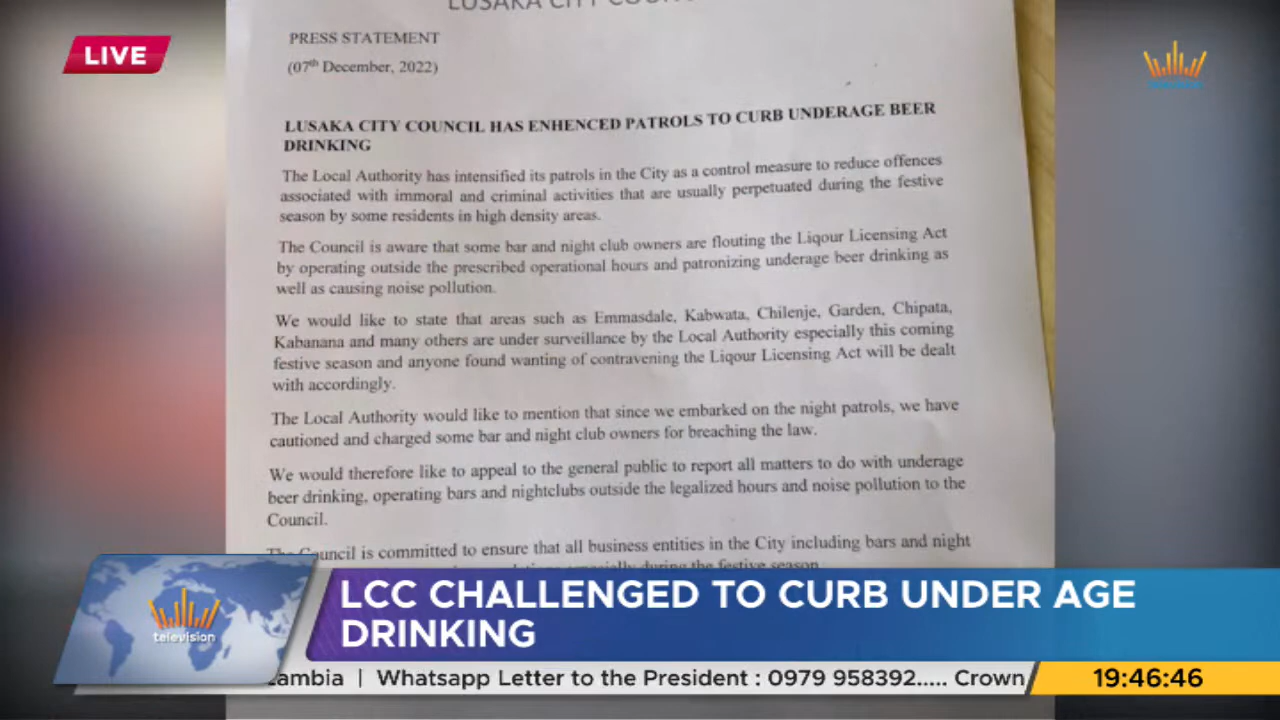 LUSAKA CITY
PRESS STATEMENT
LIVE
(07th December, 2022)
LUSAKA CITY COUNCIL HAS ENHENCED PATROLS TO CURB UNDERAGE BEER
DRINKING
The Local Authority has intensified its patrols in the City as a control measure to reduce offences
associated with immoral and criminal activities that are usually perpetuated during the festive
season by some residents in high density areas.
The Council is aware that some bar and night club owners are flouting the Liqour Licensing Act
by operating outside the prescribed operational hours and patronizing underage beer drinking as
well as causing noise pollution.
We would like to state that areas such as Emmasdale, Kabwata, Chilenje, Garden, Chipata,
Kabanana and many others are under surveillance by the Local Authority especially this coming
festive season and anyone found wanting of contravening the Liqour Licensing Act will be dealt
with accordingly.
The Local Authority would like to mention that since we embarked on the night patrols, we have
cautioned and charged some bar and night club owners for breaching the law.
We would therefore like to appeal to the general public to report all matters to do with underage
beer drinking, operating bars and nightclubs outside the legalized hours and noise pollution to the
Council.
Council is committed to ensure that all business entities in the City including bars and night
especially during the festive season
television
LCC CHALLENGED TO CURB UNDER AGE
DRINKING
ambia | Whatsapp Letter to the President : 0979 958392..... Crown
19:46:46